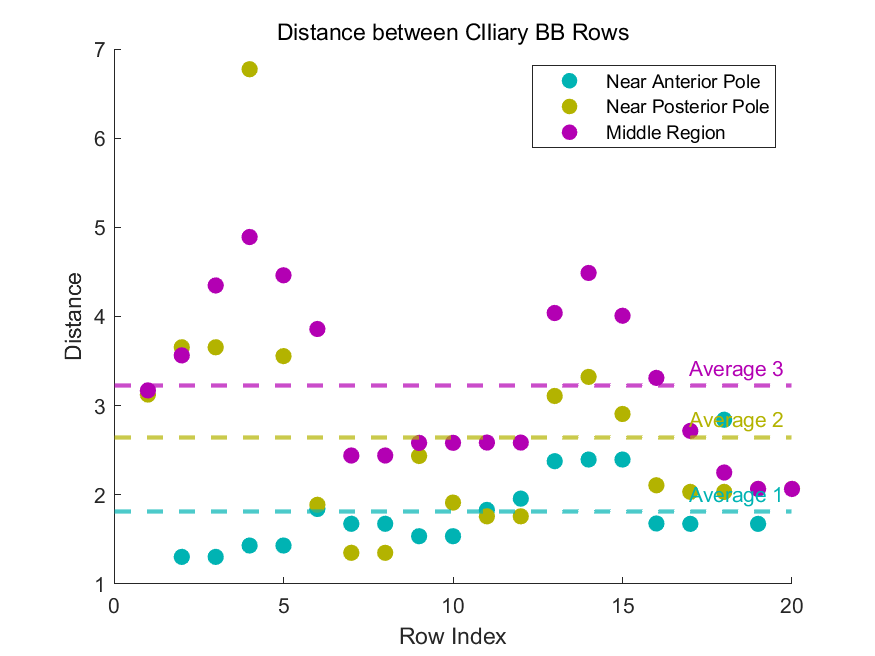 Distance between CIliary BB Rows
7
6
5
4
3
2
1
Distance
Near Anterior Pole
Near Posterior Pole
Middle Region
Average 3
Average 2
Average 1
0
5
10
15
20
Row Index